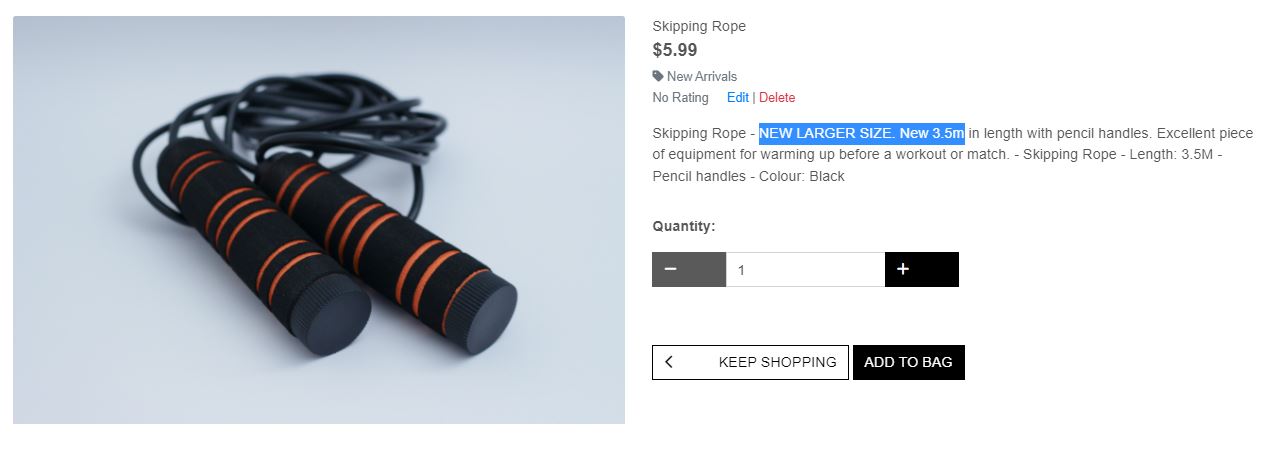 Skipping Rope
$5.99
New Arrivals
No Rating Edit | Delete
Skipping Rope - NEW LARGER SIZE. New 3.5m in length with pencil handles. Excellent piece
of equipment for warming up before a workout or match. - Skipping Rope - Length: 3.5M -
Pencil handles - Colour: Black
Quantity:
1
KEEP SHOPPING ADD TO BAG